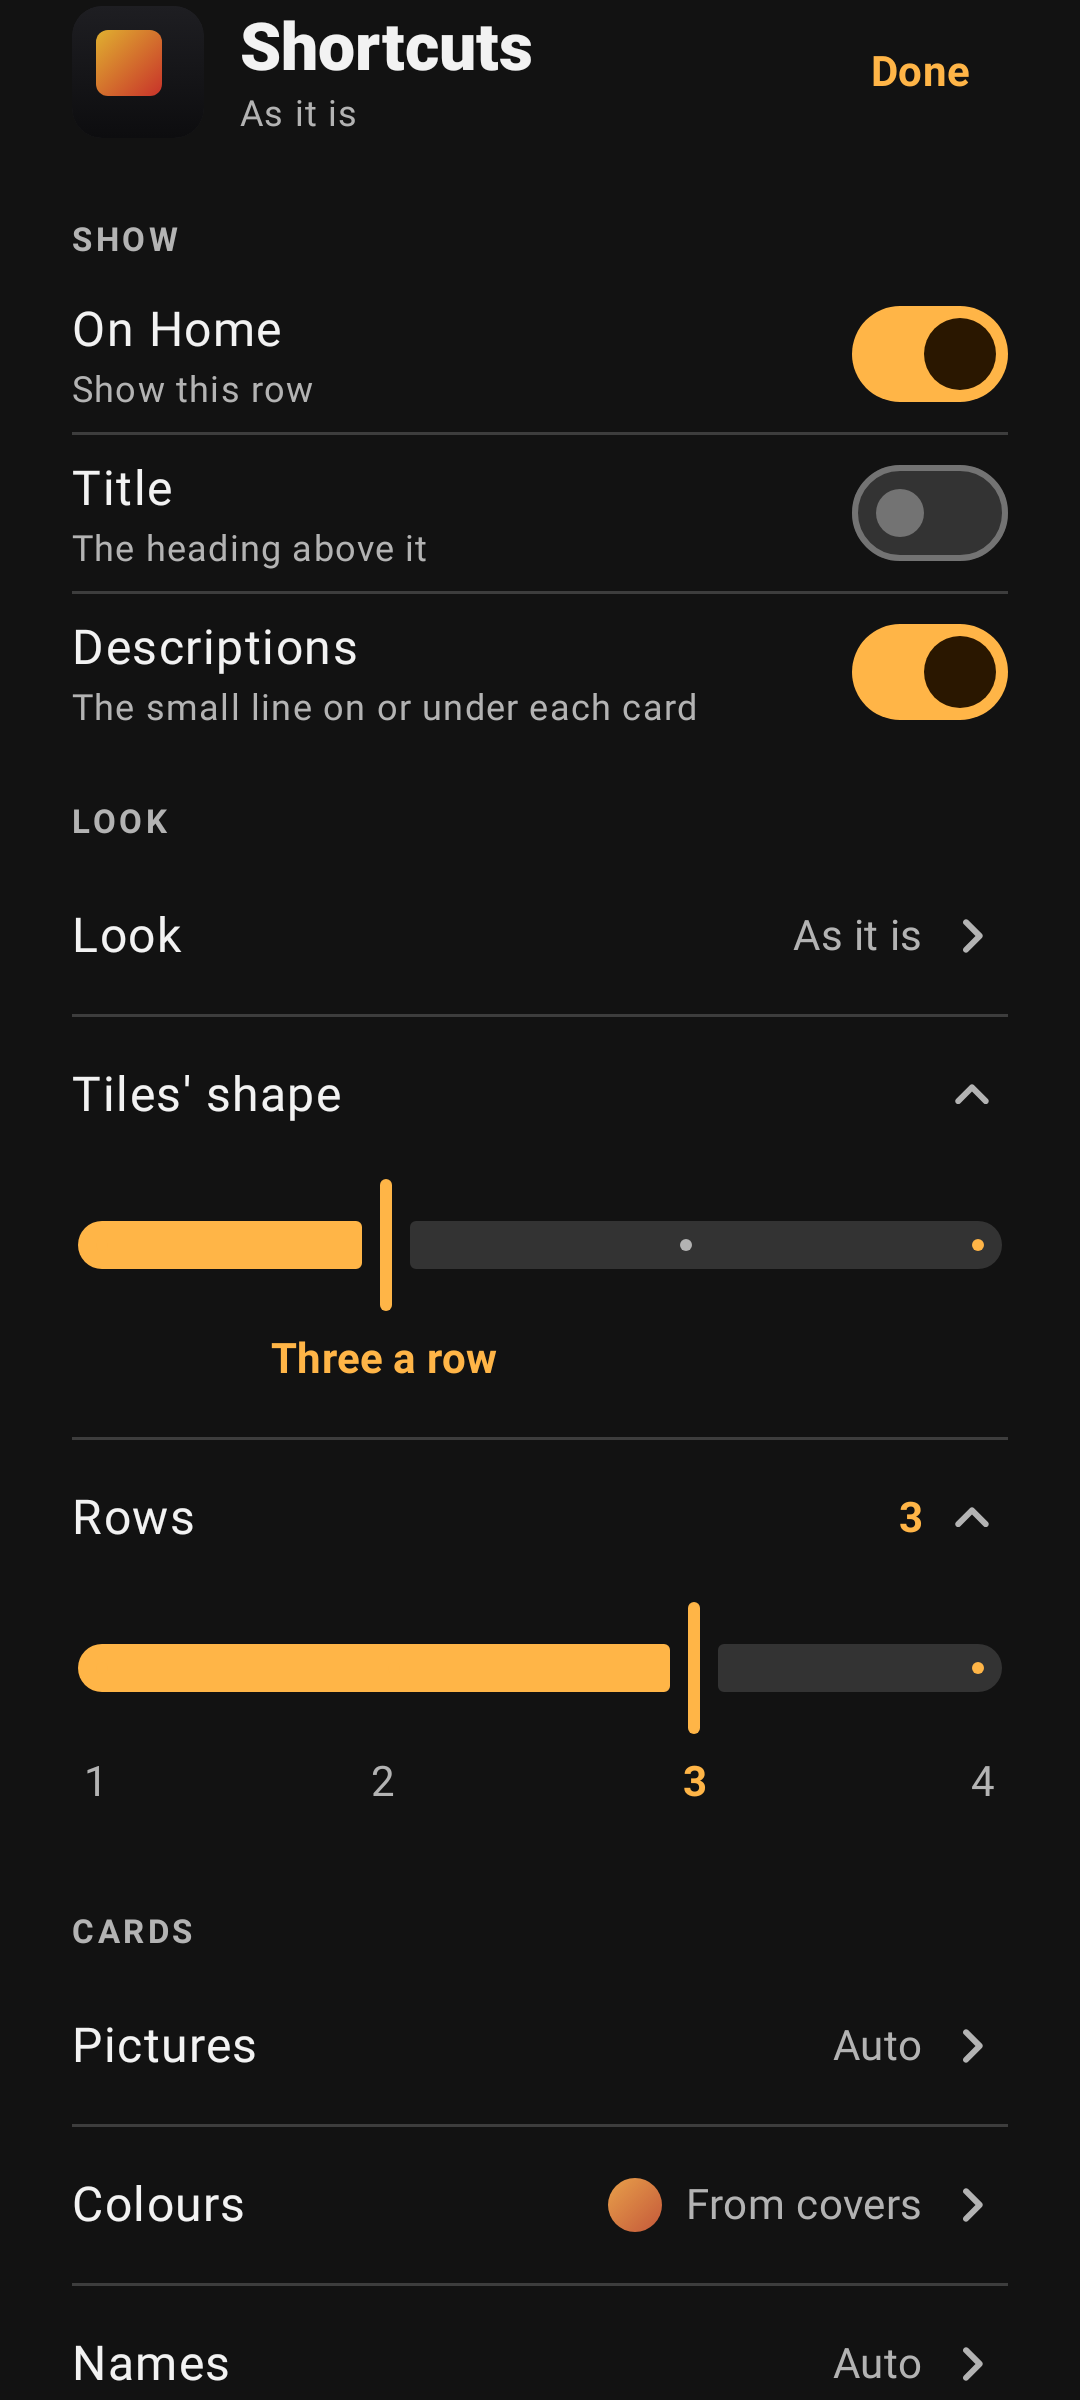 Shortcuts
As it is
Done
SHOW
On Home
Show this row
Title
The heading above it
Descriptions
The small line on or under each card
LOOK
Look
As it is
Tiles' shape
Three a row
Rows
3
1 2 3 4
CARDS
Pictures
Auto
Colours
From covers
Names
Auto